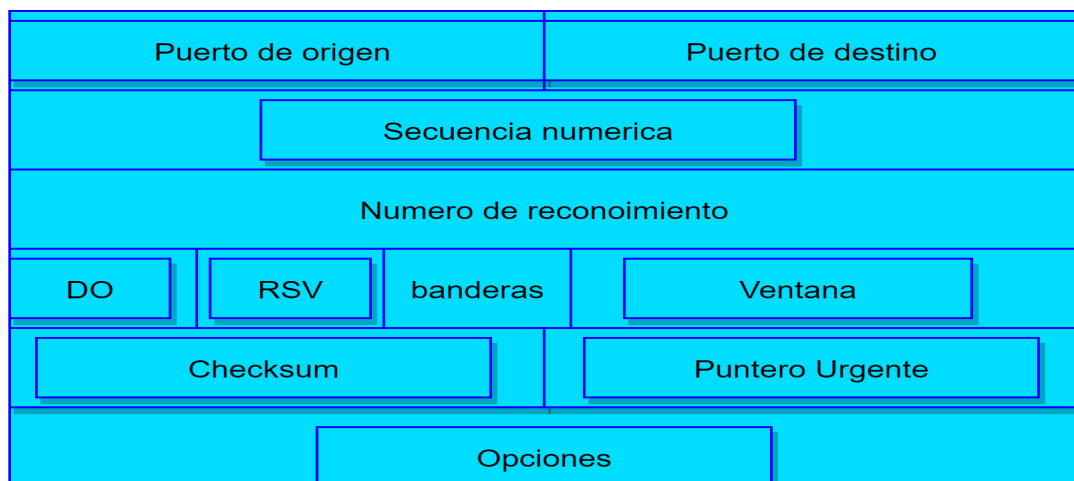 Puerto de origen Puerto de destino
Secuencia numerica
Numero de reconoimiento
DO RSV banderas Ventana
Checksum Puntero Urgente
Opciones